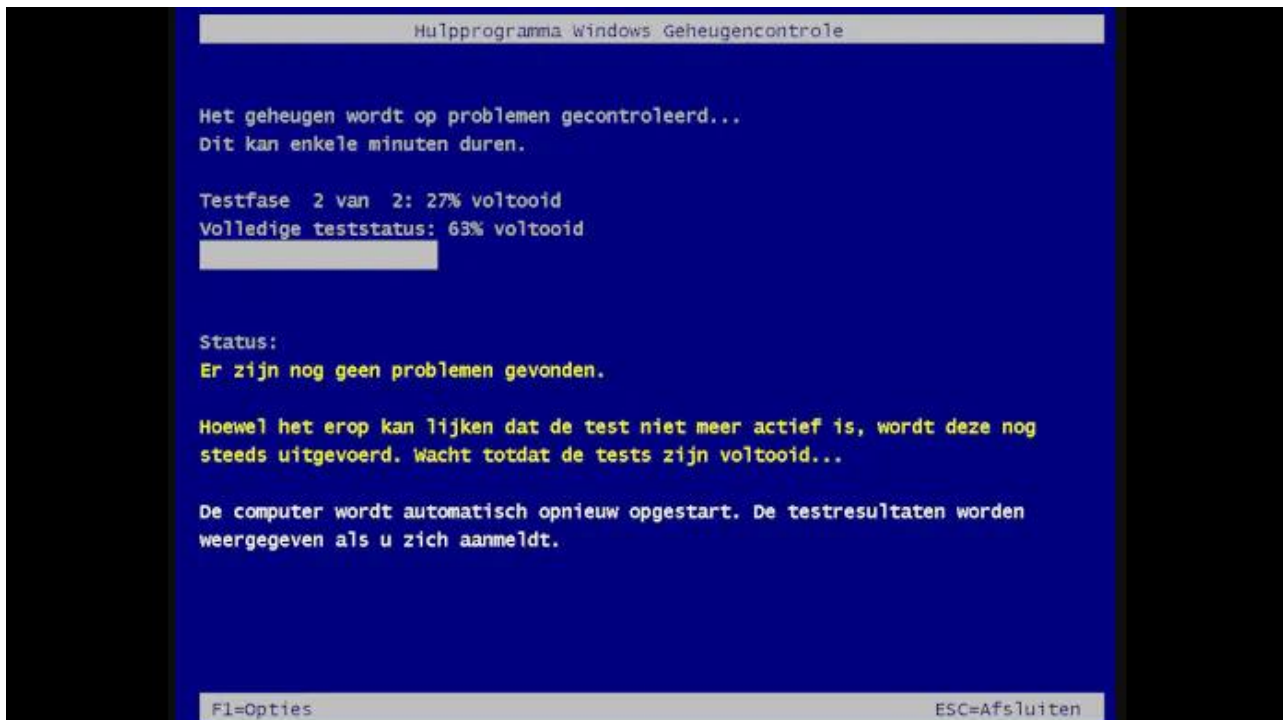 Hulpprogramma Windows Geheugencontrole
Het geheugen wordt op problemen gecontroleerd...
Dit kan enkele minuten duren.
Testfase  2 van  2: 27% voltooid
Volledige teststatus: 63% voltooid
Status:
Er zijn nog geen problemen gevonden.
Hoewel het erop kan lijken dat de test niet meer actief is, wordt deze nog
steeds uitgevoerd. Wacht totdat de tests zijn voltooid...
De computer wordt automatisch opnieuw opgestart. De testresultaten worden
weergegeven als u zich aanmeldt.
F1=Opties
ESC=Afsluiten